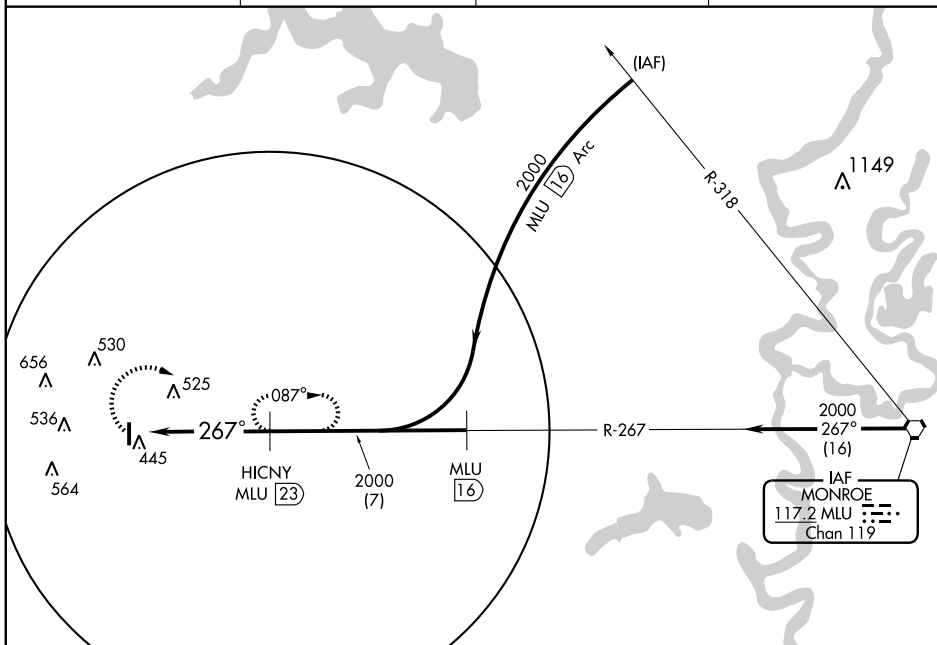 (IAF)
2000
MLU 16 Arc
R-318
1149
530
656
525
536
087°
445
267°
564
HICNY
MLU 23
2000
(7)
MLU
16
R-267
2000
267°
(16)
IAF
MONROE
117.2 MLU
Chan 119